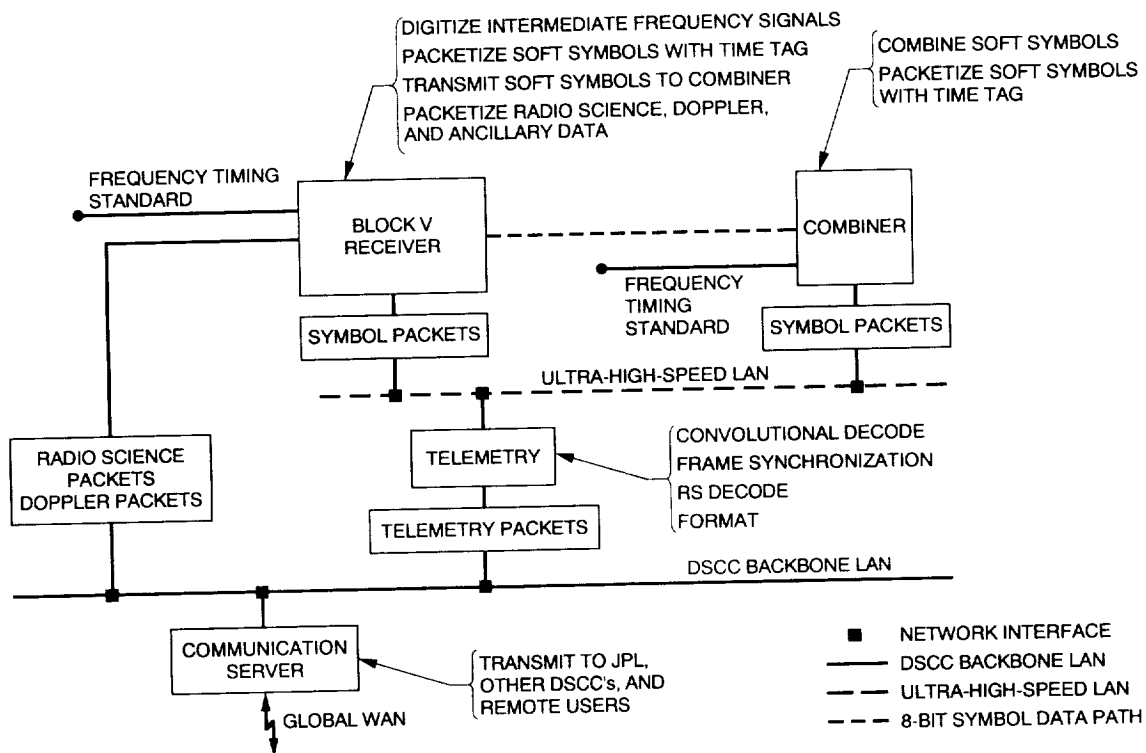 DIGITIZE INTERMEDIATE FREQUENCY SIGNALS
PACKETIZE SOFT SYMBOLS WITH TIME TAG
TRANSMIT SOFT SYMBOLS TO COMBINER
PACKETIZE RADIO SCIENCE, DOPPLER,
AND ANCILLARY DATA
COMBINE SOFT SYMBOLS
PACKETIZE SOFT SYMBOLS
WITH TIME TAG
FREQUENCY TIMING
STANDARD
BLOCK V
RECEIVER
COMBINER
FREQUENCY
TIMING
STANDARD
SYMBOL PACKETS
SYMBOL PACKETS
ULTRA-HIGH-SPEED LAN
RADIO SCIENCE
PACKETS
DOPPLER PACKETS
TELEMETRY
CONVOLUTIONAL DECODE
FRAME SYNCHRONIZATION
RS DECODE
FORMAT
TELEMETRY PACKETS
DSCC BACKBONE LAN
COMMUNICATION
SERVER
TRANSMIT TO JPL,
OTHER DSCC's, AND
REMOTE USERS
GLOBAL WAN
NETWORK INTERFACE
DSCC BACKBONE LAN
ULTRA-HIGH-SPEED LAN
8-BIT SYMBOL DATA PATH